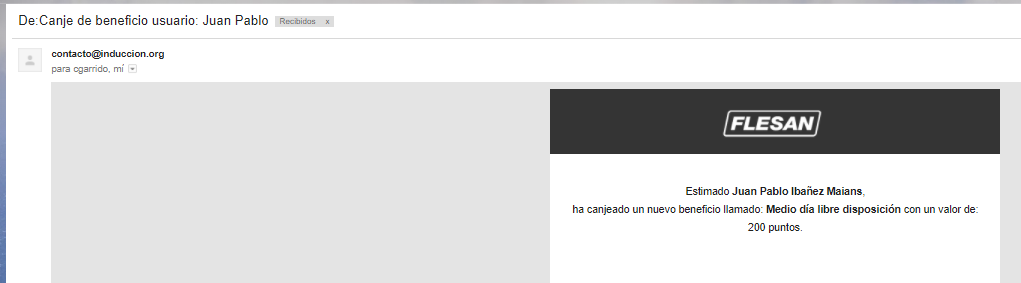 De:Canje de beneficio usuario: Juan Pablo Recibidos x
contacto@induccion.org
para cgarrido, mí
FLESAN
Estimado Juan Pablo Ibañez Maians,
ha canjeado un nuevo beneficio llamado: Medio día libre disposición con un valor de:
200 puntos.